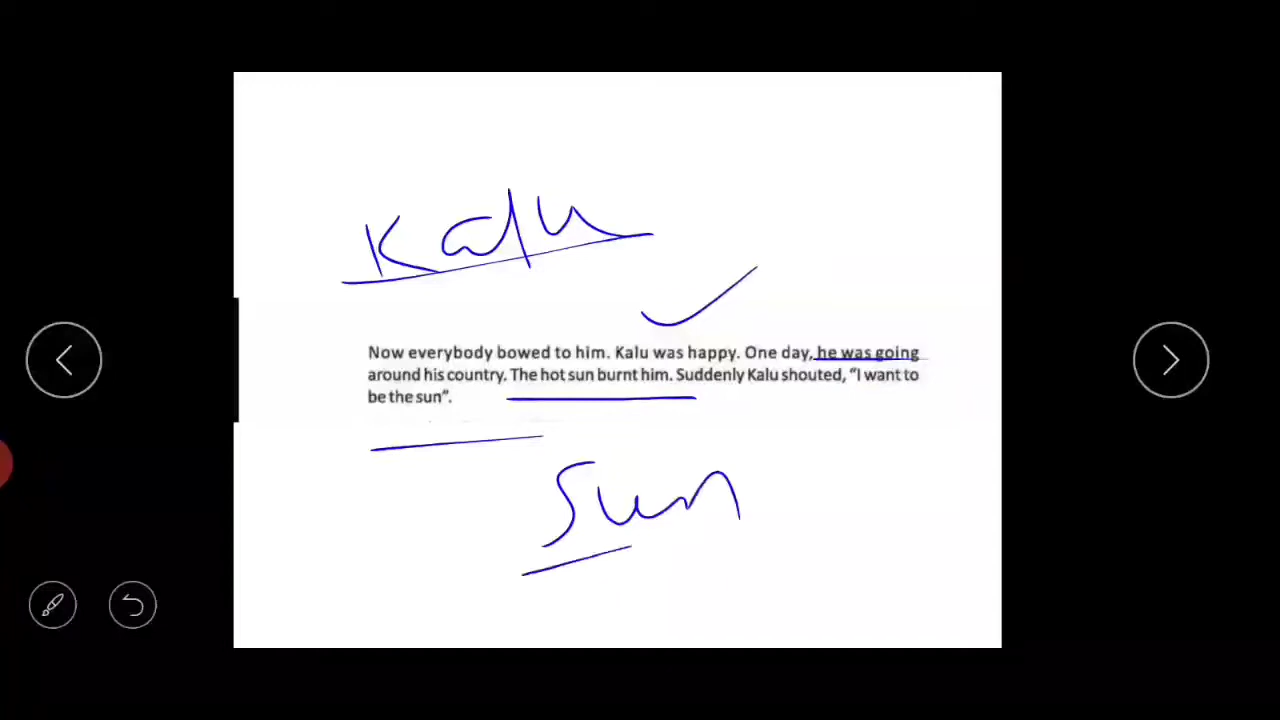 Kalu
Now everybody bowed to him. Kalu was happy. One day, he was going
around his country. The hot sun burnt him. Suddenly Kalu shouted, “I want to
be the sun”.
Sun